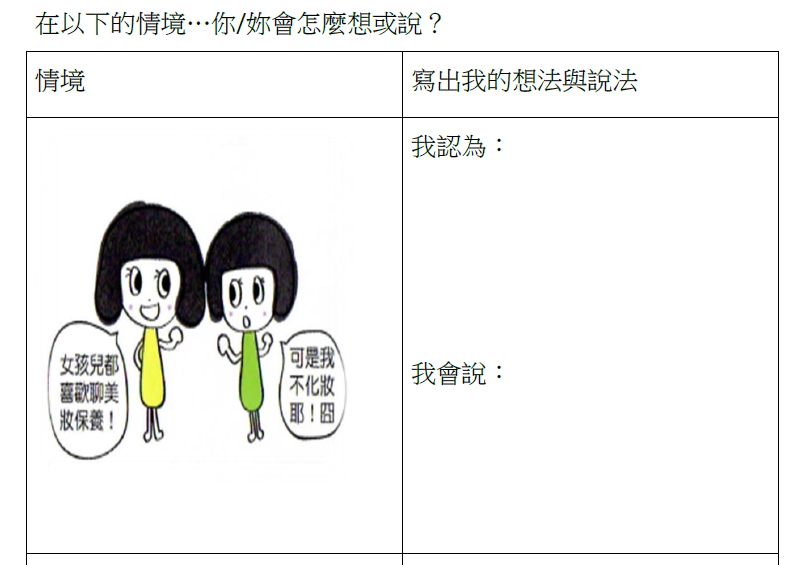 在以下的情境…你/妳會怎麼想或說？
情境
寫出我的想法與說法
女孩兒都
喜歡聊美
妝保養！
可是我
不化妝
耶！囧
我認為：
我會說：